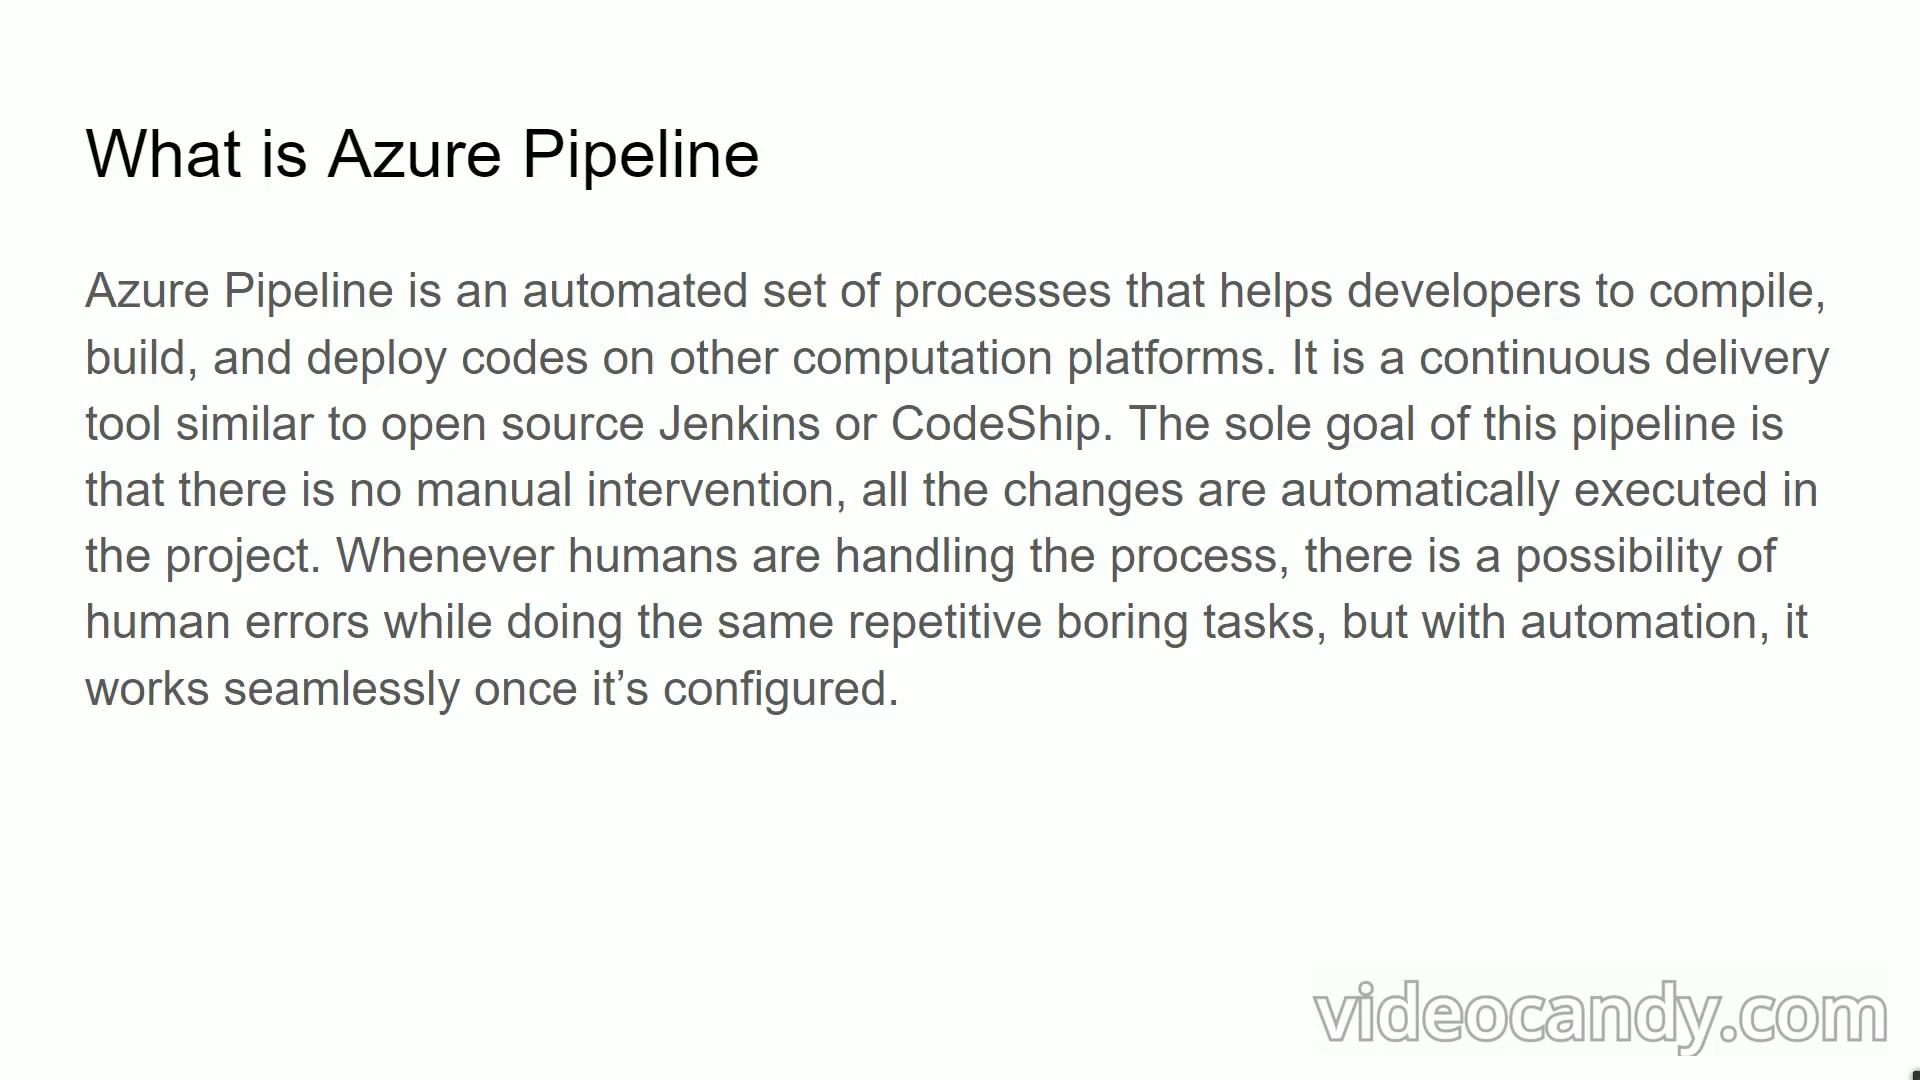 What is Azure Pipeline
Azure Pipeline is an automated set of processes that helps developers to compile,
build, and deploy codes on other computation platforms. It is a continuous delivery
tool similar to open source Jenkins or CodeShip. The sole goal of this pipeline is
that there is no manual intervention, all the changes are automatically executed in
the project. Whenever humans are handling the process, there is a possibility of
human errors while doing the same repetitive boring tasks, but with automation, it
works seamlessly once it’s configured.
videocandy.com